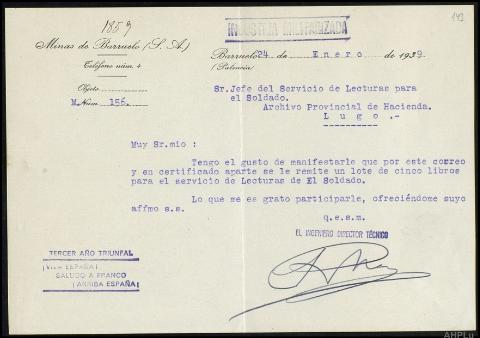 1859
INDUSTRIA MILITARIZADA
143
Minas de Barruelo (S. A.)
Teléfono núm. 4
Objeto
M. Núm 156.
Barruelo 24 de Enero de 1939
(Palencia)
Sr. Jefe del Servicio de Lecturas para
el Soldado.
Archivo Provincial de Hacienda.
L u g o .-
Muy Sr.mio :
Tengo el gusto de manifestarle que por este correo
y en certificado aparte se le remite un lote de cinco libros
para el servicio de Lecturas de El Soldado.
Lo que se es grato participarle, ofreciéndome suyo
affmo s.s.
q.e.s.m.
EL INGENIERO DIRECTOR TÉCNICO
TERCER AÑO TRIUNFAL
¡VIVA ESPAÑA!
SALUDO A FRANCO
¡ARRIBA ESPAÑA!
AHPLu